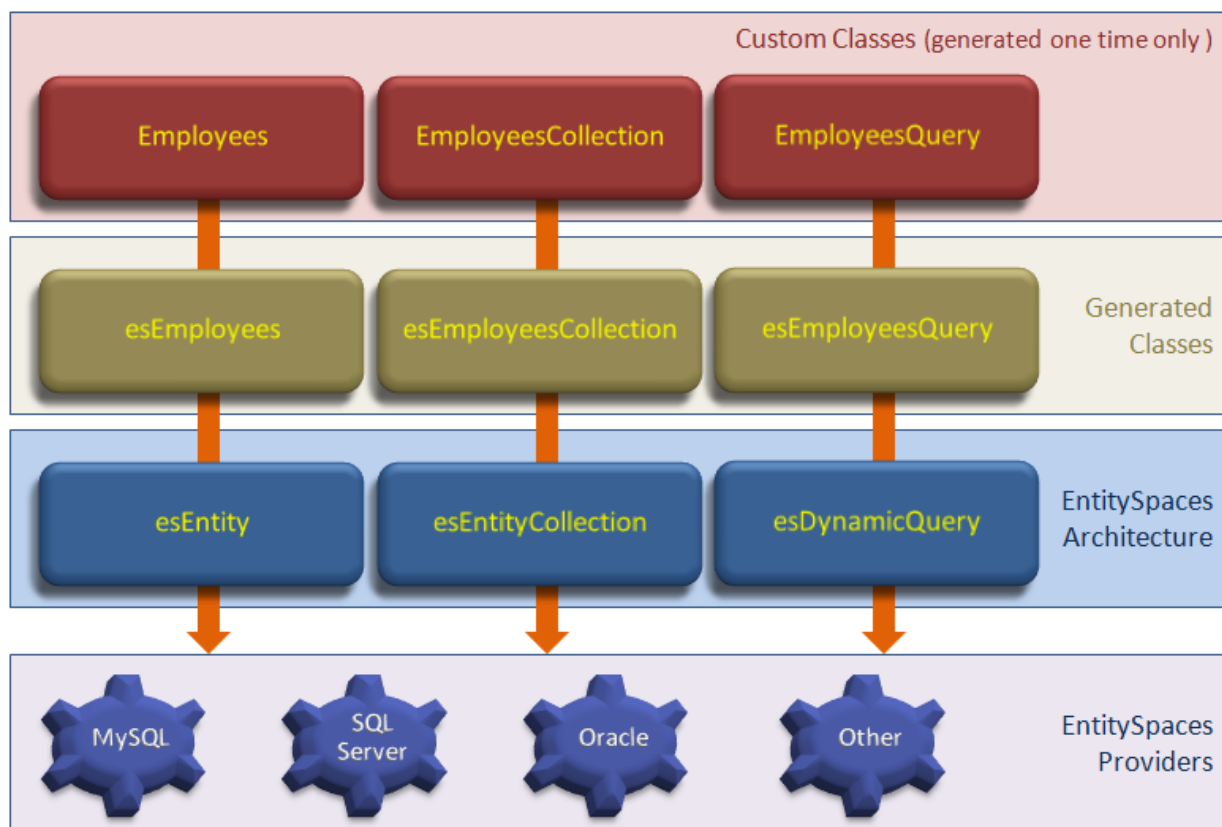 Custom Classes (generated one time only )
Employees
EmployeesCollection
EmployeesQuery
esEmployees
esEmployeesCollection
esEmployeesQuery
Generated
Classes
esEntity
esEntityCollection
esDynamicQuery
EntitySpaces
Architecture
MySQL
SQL
Server
Oracle
Other
EntitySpaces
Providers